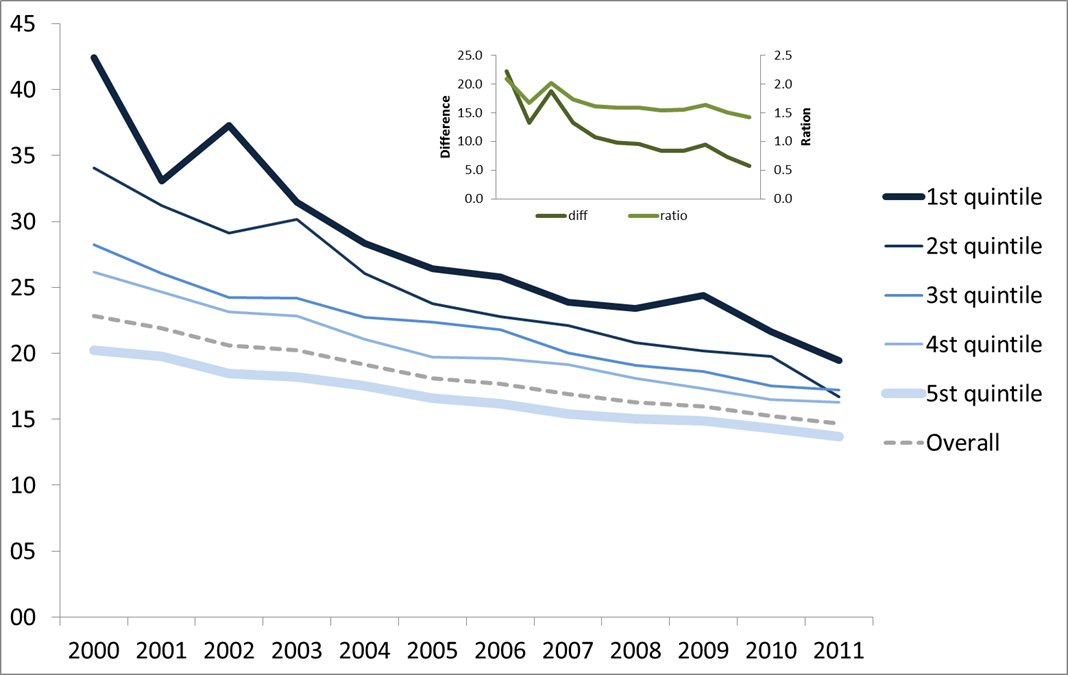 45
40
35
30
25
20
15
10
05
00
2000 2001 2002 2003 2004 2005 2006 2007 2008 2009 2010 2011
25.0
20.0
15.0
10.0
5.0
0.0
Difference
2.5
2.0
1.5
1.0
0.5
0.0
Ration
diff ratio
1st quintile
2st quintile
3st quintile
4st quintile
5st quintile
Overall